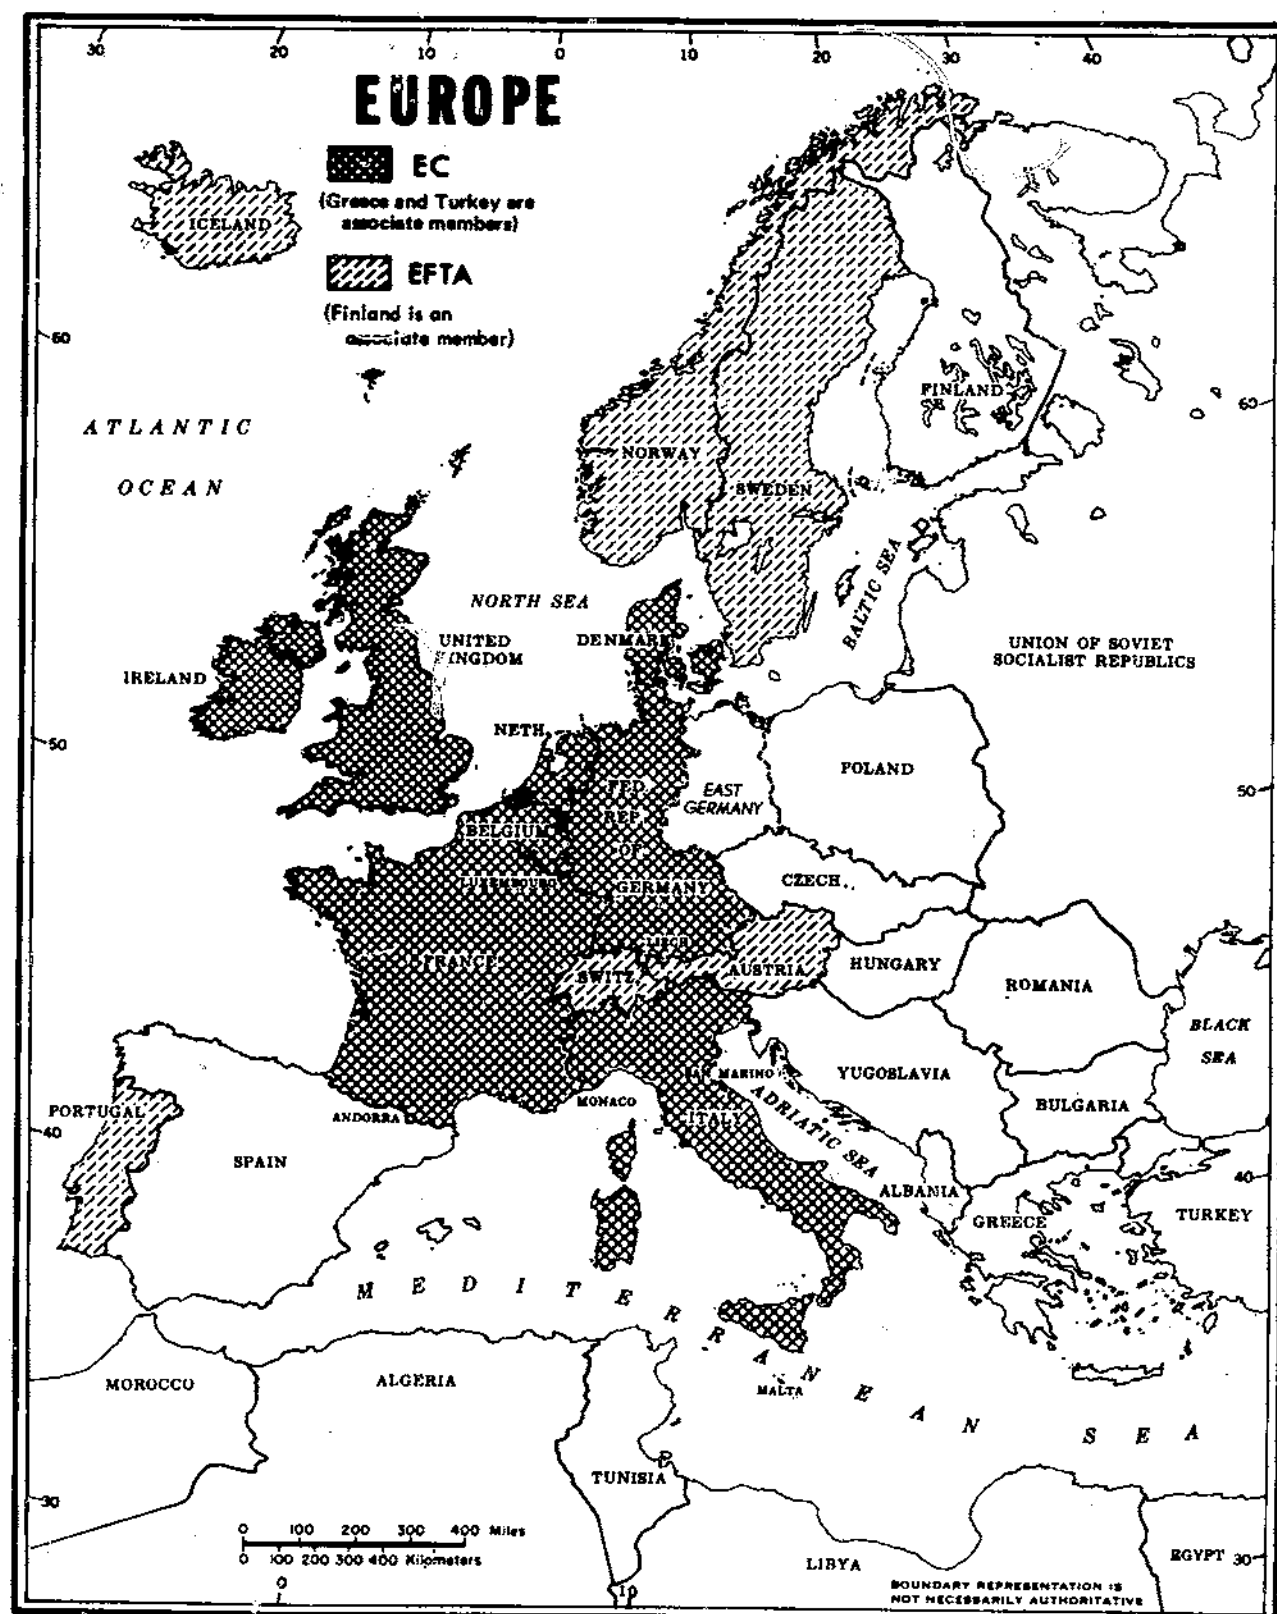 30 20 10 0 10 20 30 40
EUROPE
EC
(Greece and Turkey are
associate members)
EFTA
(Finland is an
associate member)
ICELAND
60
ATLANTIC
OCEAN
FINLAND
60
NORWAY
SWEDEN
BALTIC SEA
NORTH SEA
UNITED
KINGDOM
DENMARK
IRELAND
UNION OF SOVIET
SOCIALIST REPUBLICS
NETH.
50
POLAND
EAST
GERMANY
50
FED.
REP.
OF
GERMANY
BELGIUM
LUXEMBOURG
CZECH.
LIECH.
FRANCE
SWITZ.
AUSTRIA
HUNGARY
ROMANIA
BLACK
SEA
SAN MARINO
YUGOSLAVIA
MONACO
PORTUGAL
ANDORRA
ITALY
ADRIATIC SEA
BULGARIA
40
SPAIN
ALBANIA
40
GREECE
TURKEY
MEDITERRANEAN SEA
MOROCCO
ALGERIA
MALTA
TUNISIA
30
0 100 200 300 400 Miles
0 100 200 300 400 Kilometers
LIBYA
EGYPT
30
0
10
BOUNDARY REPRESENTATION IS
NOT NECESSARILY AUTHORITATIVE